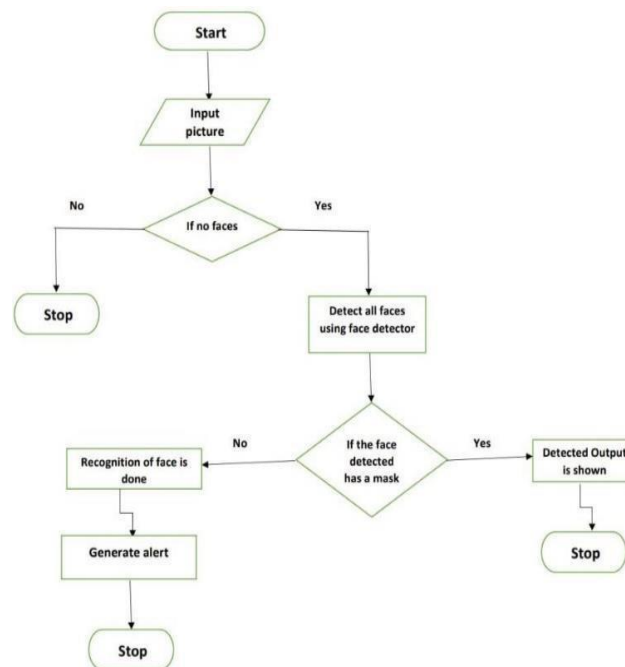 Start
Input
picture
No
Yes
If no faces
Stop
Detect all faces
using face detector
No
If the face
detected
has a mask
Yes
Recognition of face is
done
Detected Output
is shown
Generate alert
Stop
Stop